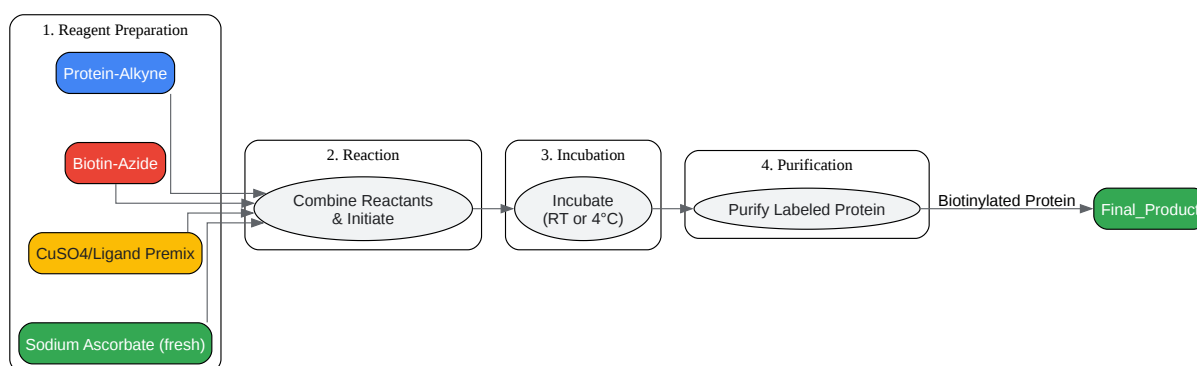 1. Reagent Preparation
Protein-Alkyne
Biotin-Azide
CuSO4/Ligand Premix
Sodium Ascorbate (fresh)
2. Reaction
Combine Reactants
& Initiate
3. Incubation
Incubate
(RT or 4°C)
4. Purification
Purify Labeled Protein
Biotinylated Protein
Final_Product